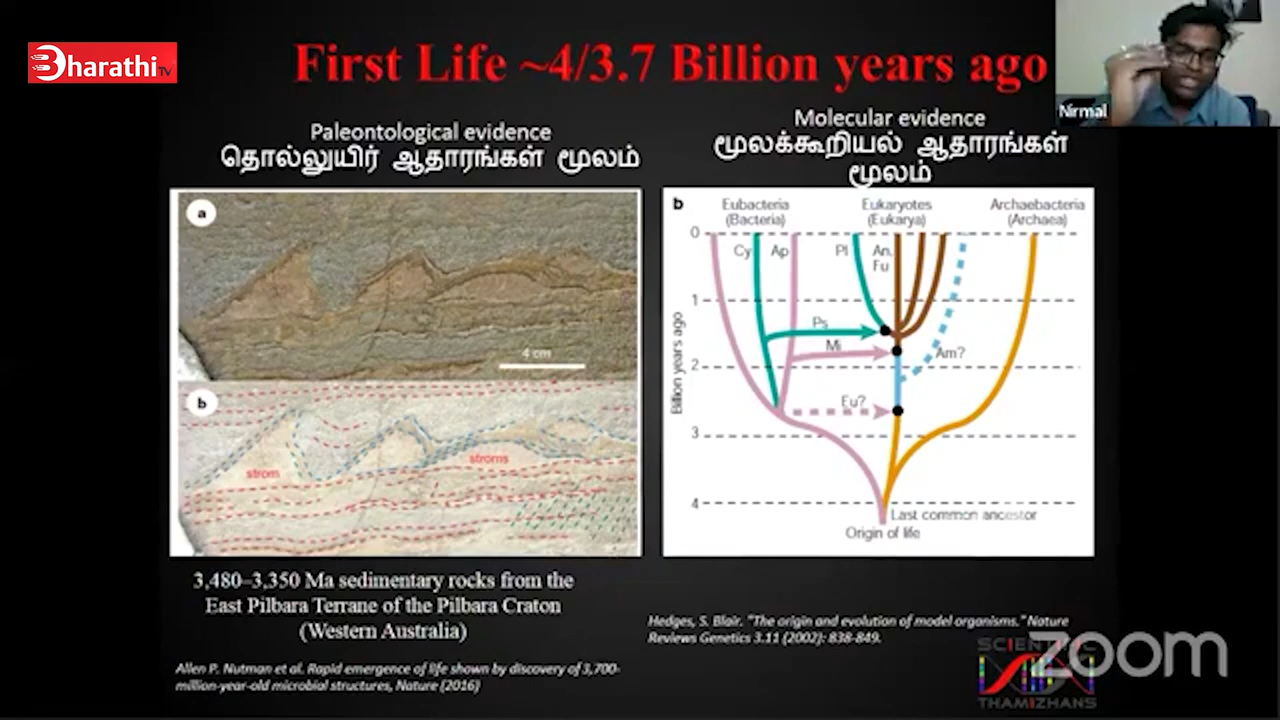 Bharathi TV
First Life ~4/3.7 Billion years ago
Nirmal
Paleontological evidence
தொல்லுயிர் ஆதாரங்கள் மூலம்
Molecular evidence
மூலக்கூறியல் ஆதாரங்கள்
மூலம்
a
4 cm
b
strom
stroms
b
Eubacteria
(Bacteria)
Eukaryotes
(Eukarya)
Archaebacteria
(Archaea)
0
Cy
Ap
Pl
An,
Fu
1
Ps
Mi
Am?
2
Eu?
3
4
Billion years ago
Last common ancestor
Origin of life
3,480–3,350 Ma sedimentary rocks from the
East Pilbara Terrane of the Pilbara Craton
(Western Australia)
Allen P. Nutman et al. Rapid emergence of life shown by discovery of 3,700-
million-year-old microbial structures, Nature (2016)
Hedges, S. Blair. "The origin and evolution of model organisms." Nature
Reviews Genetics 3.11 (2002): 838-849.
SCIENTIFIC
THAMIZHANS
zoom